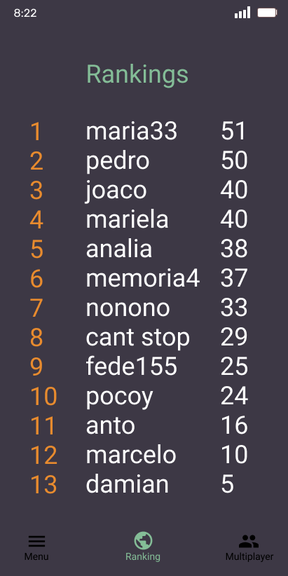 8:22
Rankings
1 maria33 51
2 pedro 50
3 joaco 40
4 mariela 40
5 analia 38
6 memoria4 37
7 nonono 33
8 cant stop 29
9 fede155 25
10 pocoy 24
11 anto 16
12 marcelo 10
13 damian 5
Menu Ranking Multiplayer